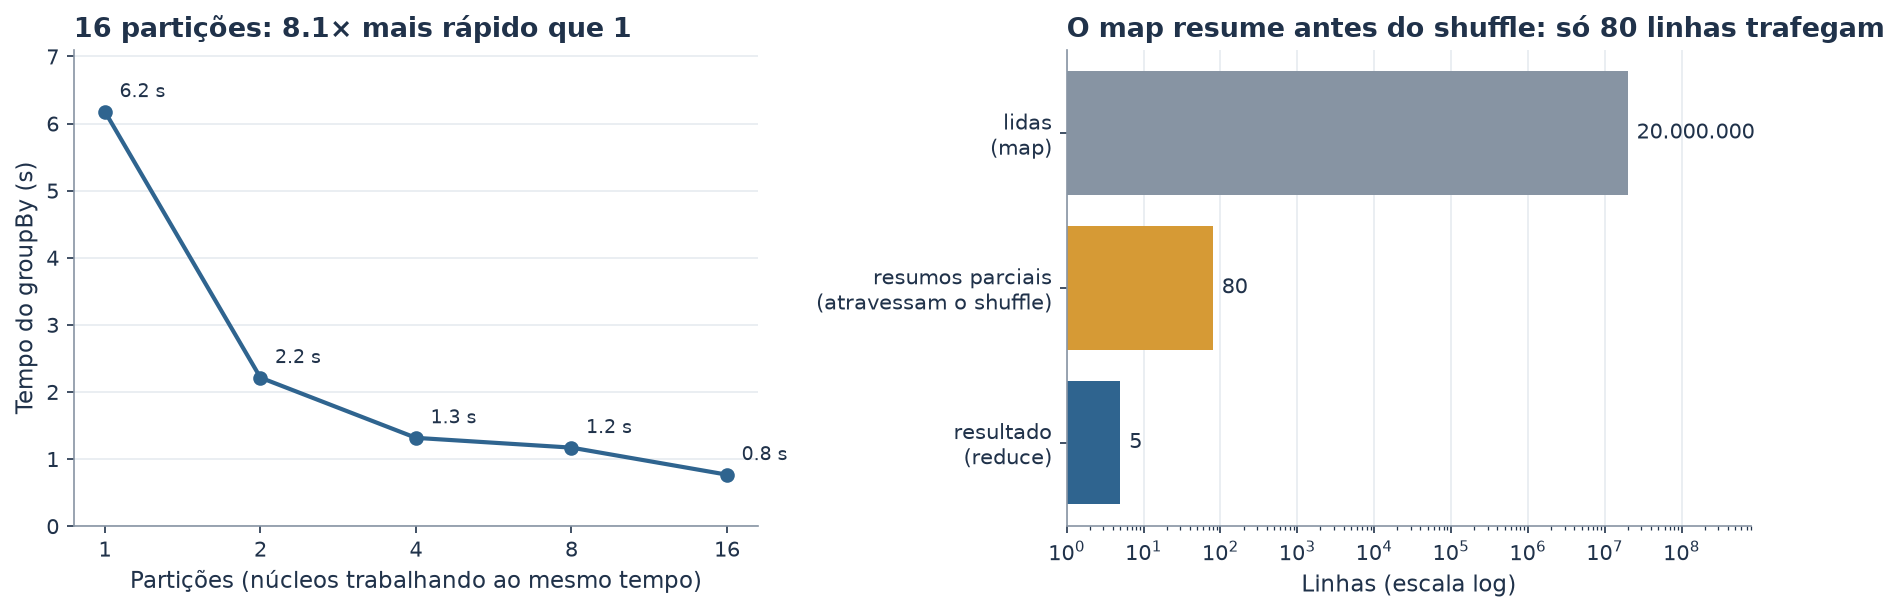 16 partições: 8.1× mais rápido que 1
Tempo do groupBy (s)
7
6
5
4
3
2
1
0
6.2 s
2.2 s
1.3 s
1.2 s
0.8 s
1
2
4
8
16
Partições (núcleos trabalhando ao mesmo tempo)
O map resume antes do shuffle: só 80 linhas trafegam
lidas
(map)
20.000.000
resumos parciais
(atravessam o shuffle)
80
resultado
(reduce)
5
10⁰ 10¹ 10² 10³ 10⁴ 10⁵ 10⁶ 10⁷ 10⁸
Linhas (escala log)